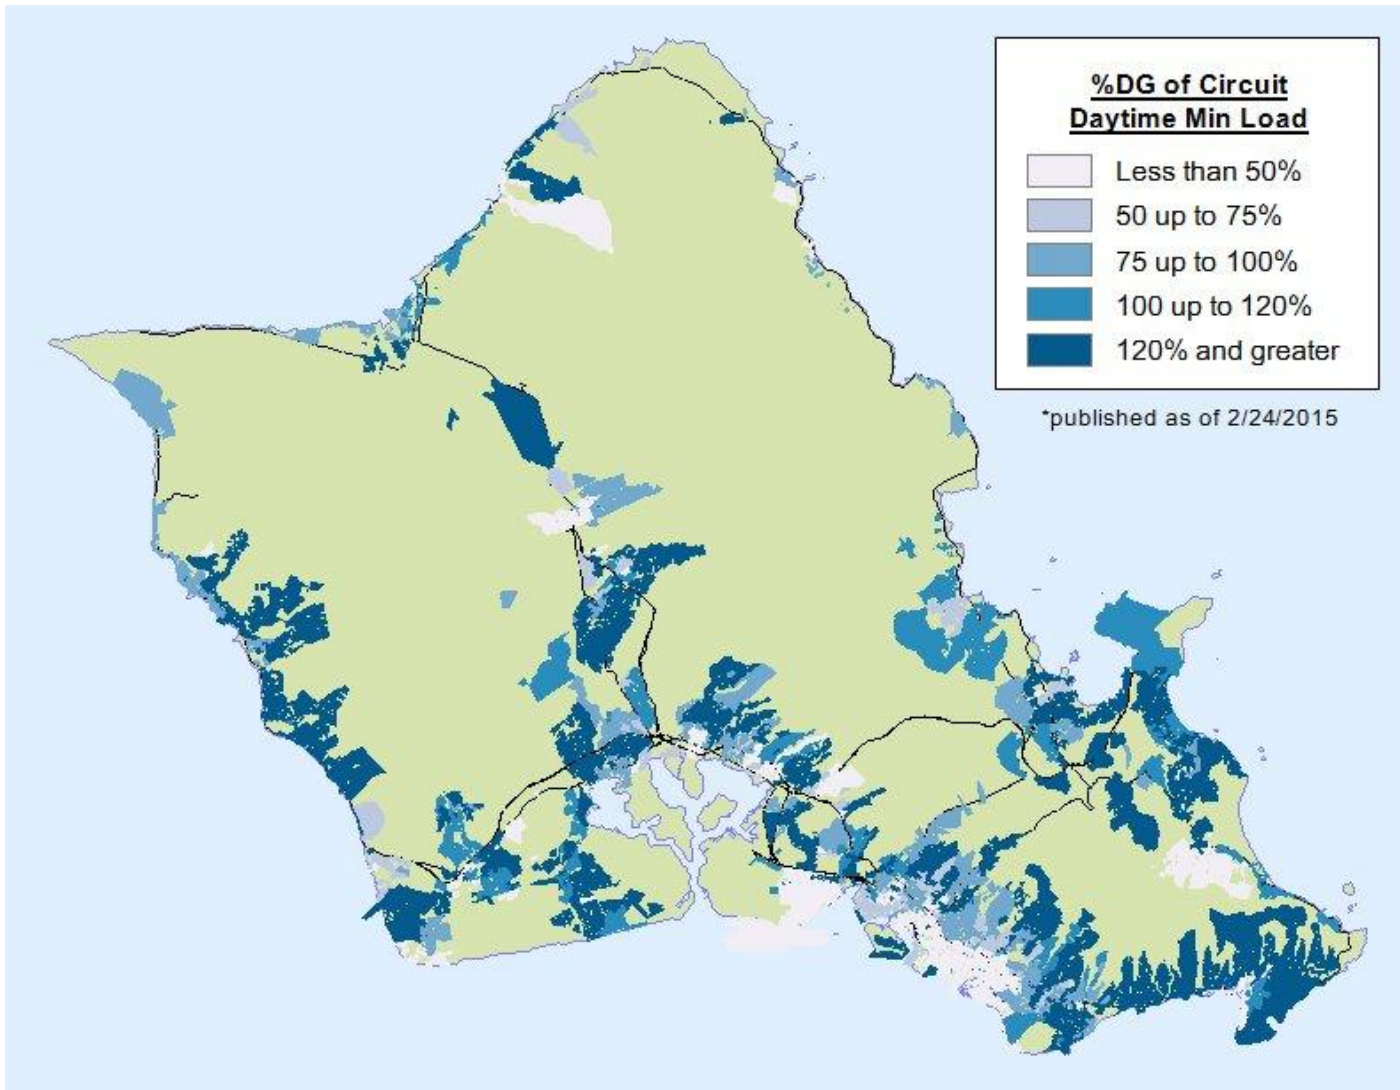 %DG of Circuit
Daytime Min Load
Less than 50%
50 up to 75%
75 up to 100%
100 up to 120%
120% and greater
*published as of 2/24/2015